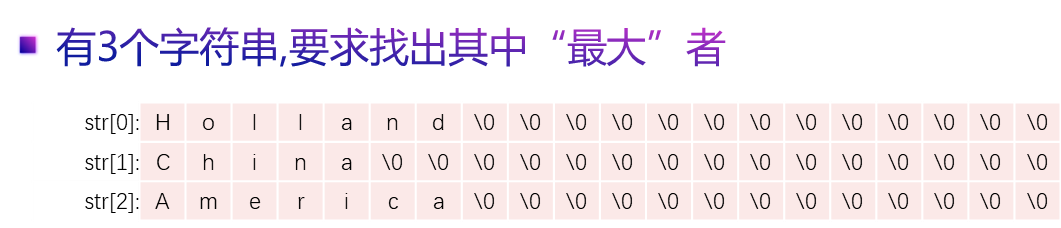 有3个字符串,要求找出其中“最大”者
str[0]: H o l l a n d \0 \0 \0 \0 \0 \0 \0 \0 \0 \0 \0 \0 \0
str[1]: C h i n a \0 \0 \0 \0 \0 \0 \0 \0 \0 \0 \0 \0 \0 \0 \0
str[2]: A m e r i c a \0 \0 \0 \0 \0 \0 \0 \0 \0 \0 \0 \0 \0